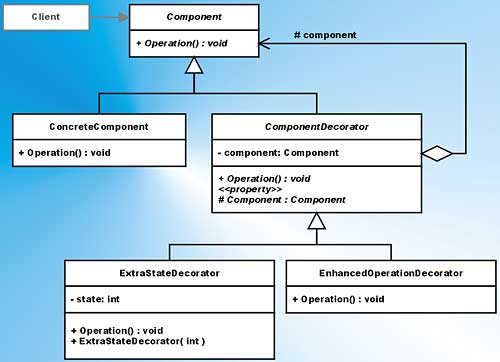 Client
Component
+ Operation() : void
# component
ConcreteComponent
+ Operation() : void
ComponentDecorator
- component: Component
+ Operation() : void
<<property>>
# Component : Component
ExtraStateDecorator
- state: int
+ Operation() : void
+ ExtraStateDecorator( int )
EnhancedOperationDecorator
+ Operation() : void